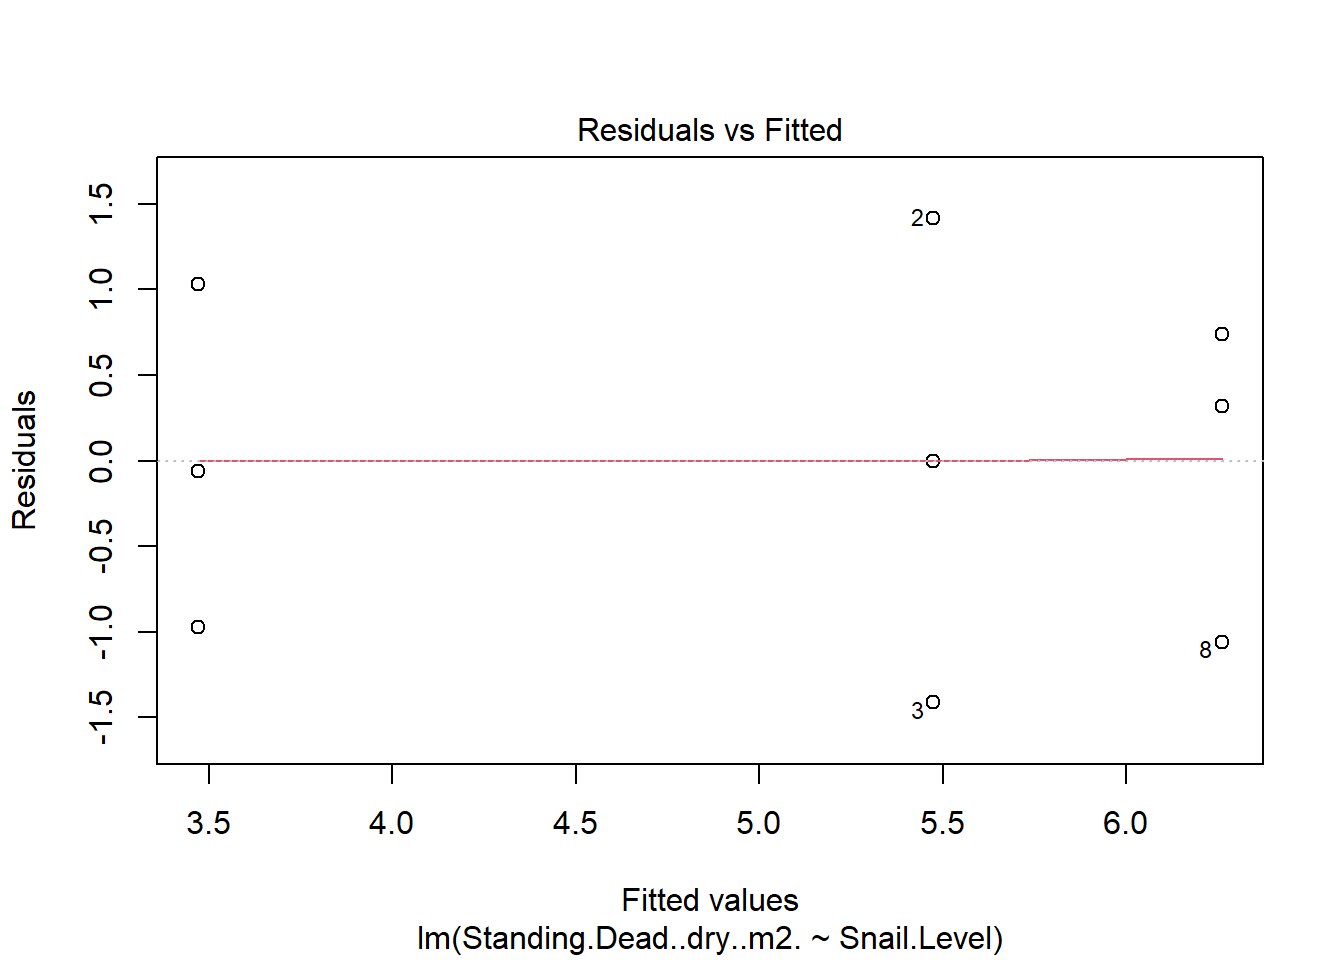 Residuals vs Fitted
Residuals
1.5
1.0
0.5
0.0
-0.5
-1.0
-1.5
2
3
8
3.5 4.0 4.5 5.0 5.5 6.0
Fitted values
lm(Standing.Dead..dry..m2. ~ Snail.Level)